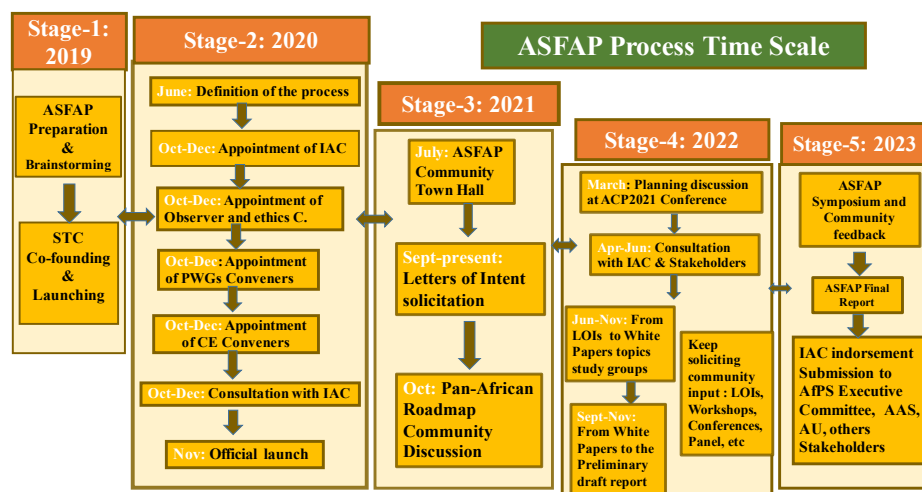 ASFAP Process Time Scale
Stage-1:
2019
ASFAP
Preparation
&
Brainstorming
STC
Co-founding
&
Launching
Stage-2: 2020
June: Definition of the process
Oct-Dec: Appointment of IAC
Oct-Dec: Appointment of
Observer and ethics C.
Oct-Dec: Appointment
of PWGs Conveners
Oct-Dec: Appointment
of CE Conveners
Oct-Dec: Consultation with IAC
Nov: Official launch
Stage-3: 2021
July: ASFAP
Community
Town Hall
Sept-present:
Letters of Intent
solicitation
Oct: Pan-African
Roadmap
Community
Discussion
Stage-4: 2022
March: Planning discussion
at ACP2021 Conference
Apr-Jun: Consultation
with IAC & Stakeholders
Jun-Nov: From
LOIs to White
Papers topics
study groups
Sept-Nov: From
White Papers to the
Preliminary
draft report
Keep
soliciting
community
input : LOIs,
Workshops,
Conferences,
Panel, etc
Stage-5: 2023
ASFAP
Symposium and
Community
feedback
ASFAP Final
Report
IAC indorsement
Submission to
AfPS Executive
Committee, AAS,
AU, others
Stakeholders